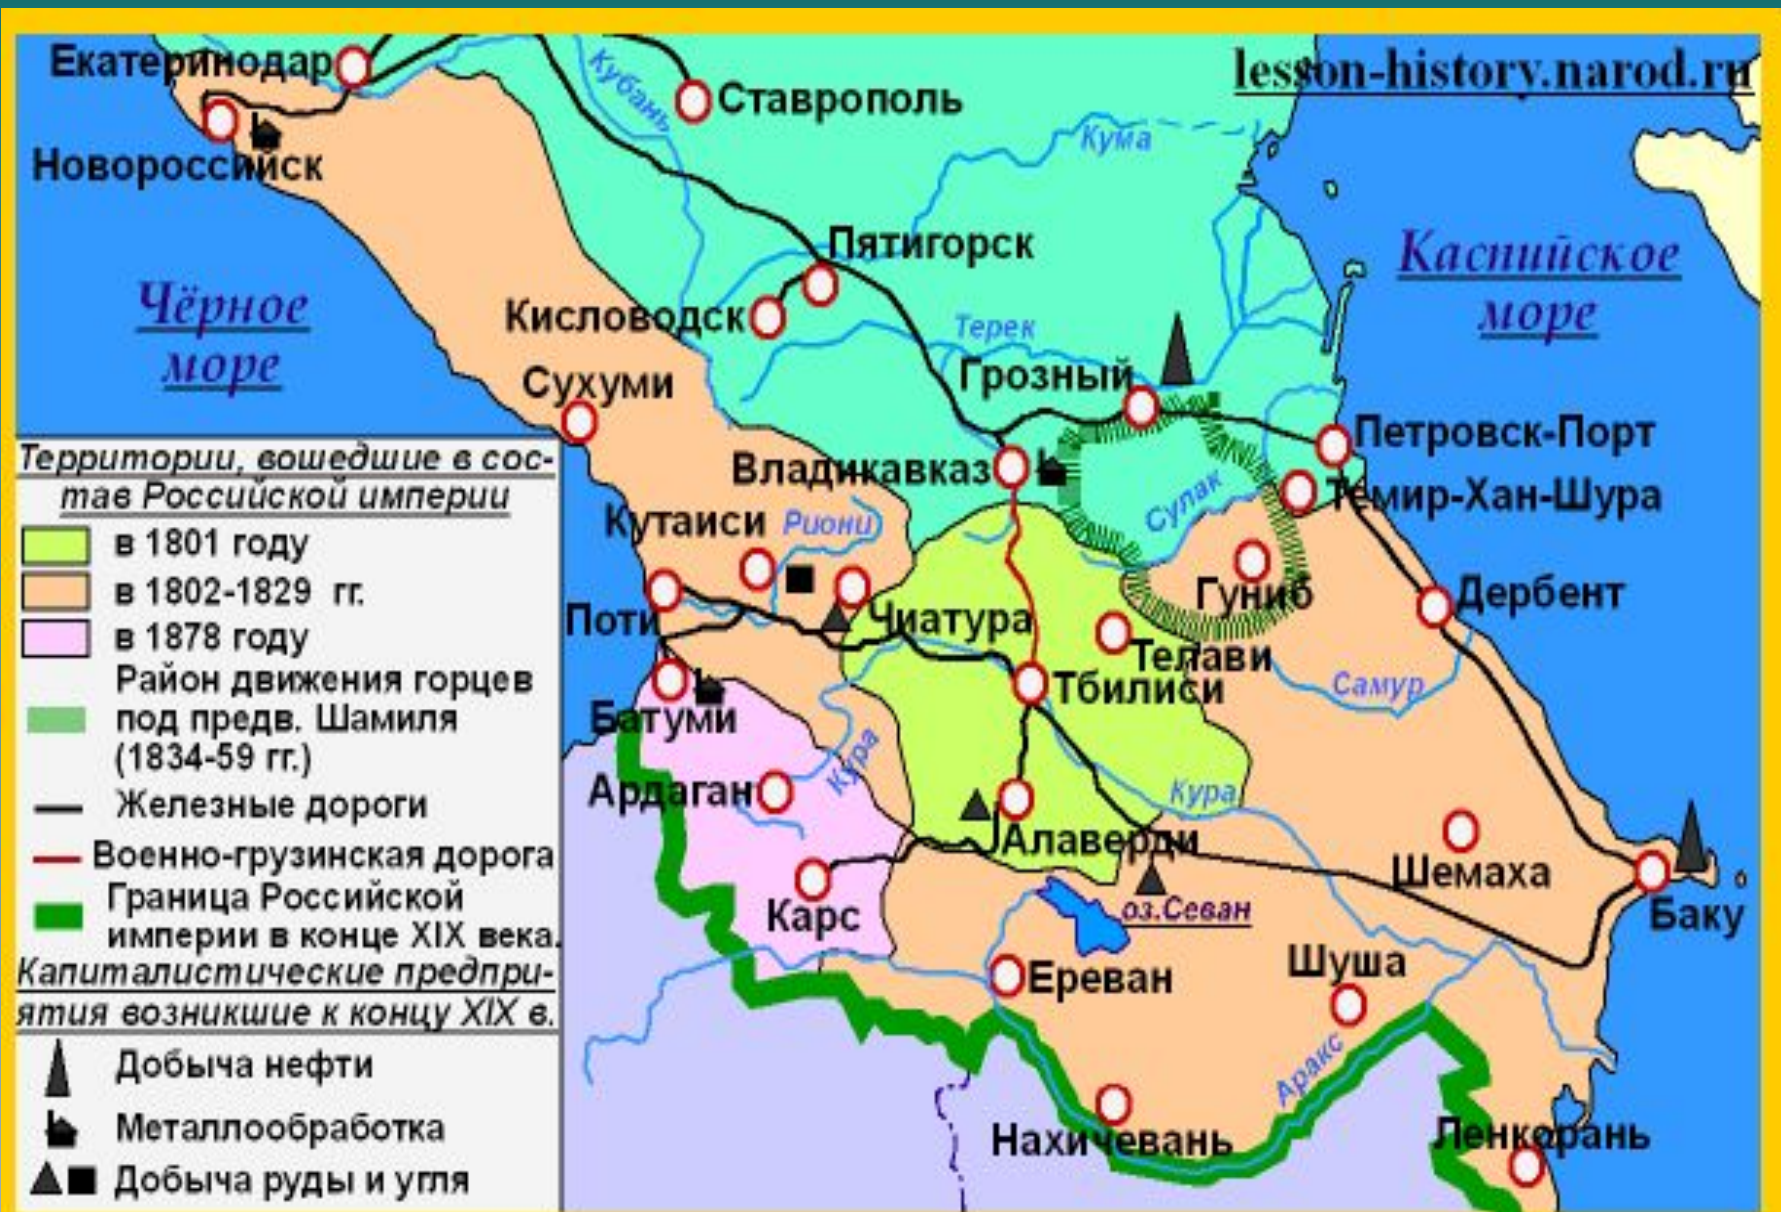 lesson-history.narod.ru
Екатеринодар
Кубань
Ставрополь
Кума
Новороссийск
Пятигорск
Каспийское
море
Чёрное
море
Кисловодск
Терек
Сухуми
Грозный
Петровск-Порт
Владикавказ
Темир-Хан-Шура
Сулак
Кутаиси
Риони
Гуниб
Дербент
Поти
Чиатура
Телави
Тбилиси
Самур
Батуми
Кура
Ардаган
Кура
Алаверди
Шемаха
Карс
оз.Севан
Баку
Ереван
Шуша
Аракс
Нахичевань
Ленкорань
Территории, вошедшие в сос-
тав Российской империи
в 1801 году
в 1802-1829 гг.
в 1878 году
Район движения горцев
под предв. Шамиля
(1834-59 гг.)
Железные дороги
Военно-грузинская дорога
Граница Российской
империи в конце XIX века.
Капиталистические предпри-
ятия возникшие к концу XIX в.
Добыча нефти
Металлообработка
Добыча руды и угля